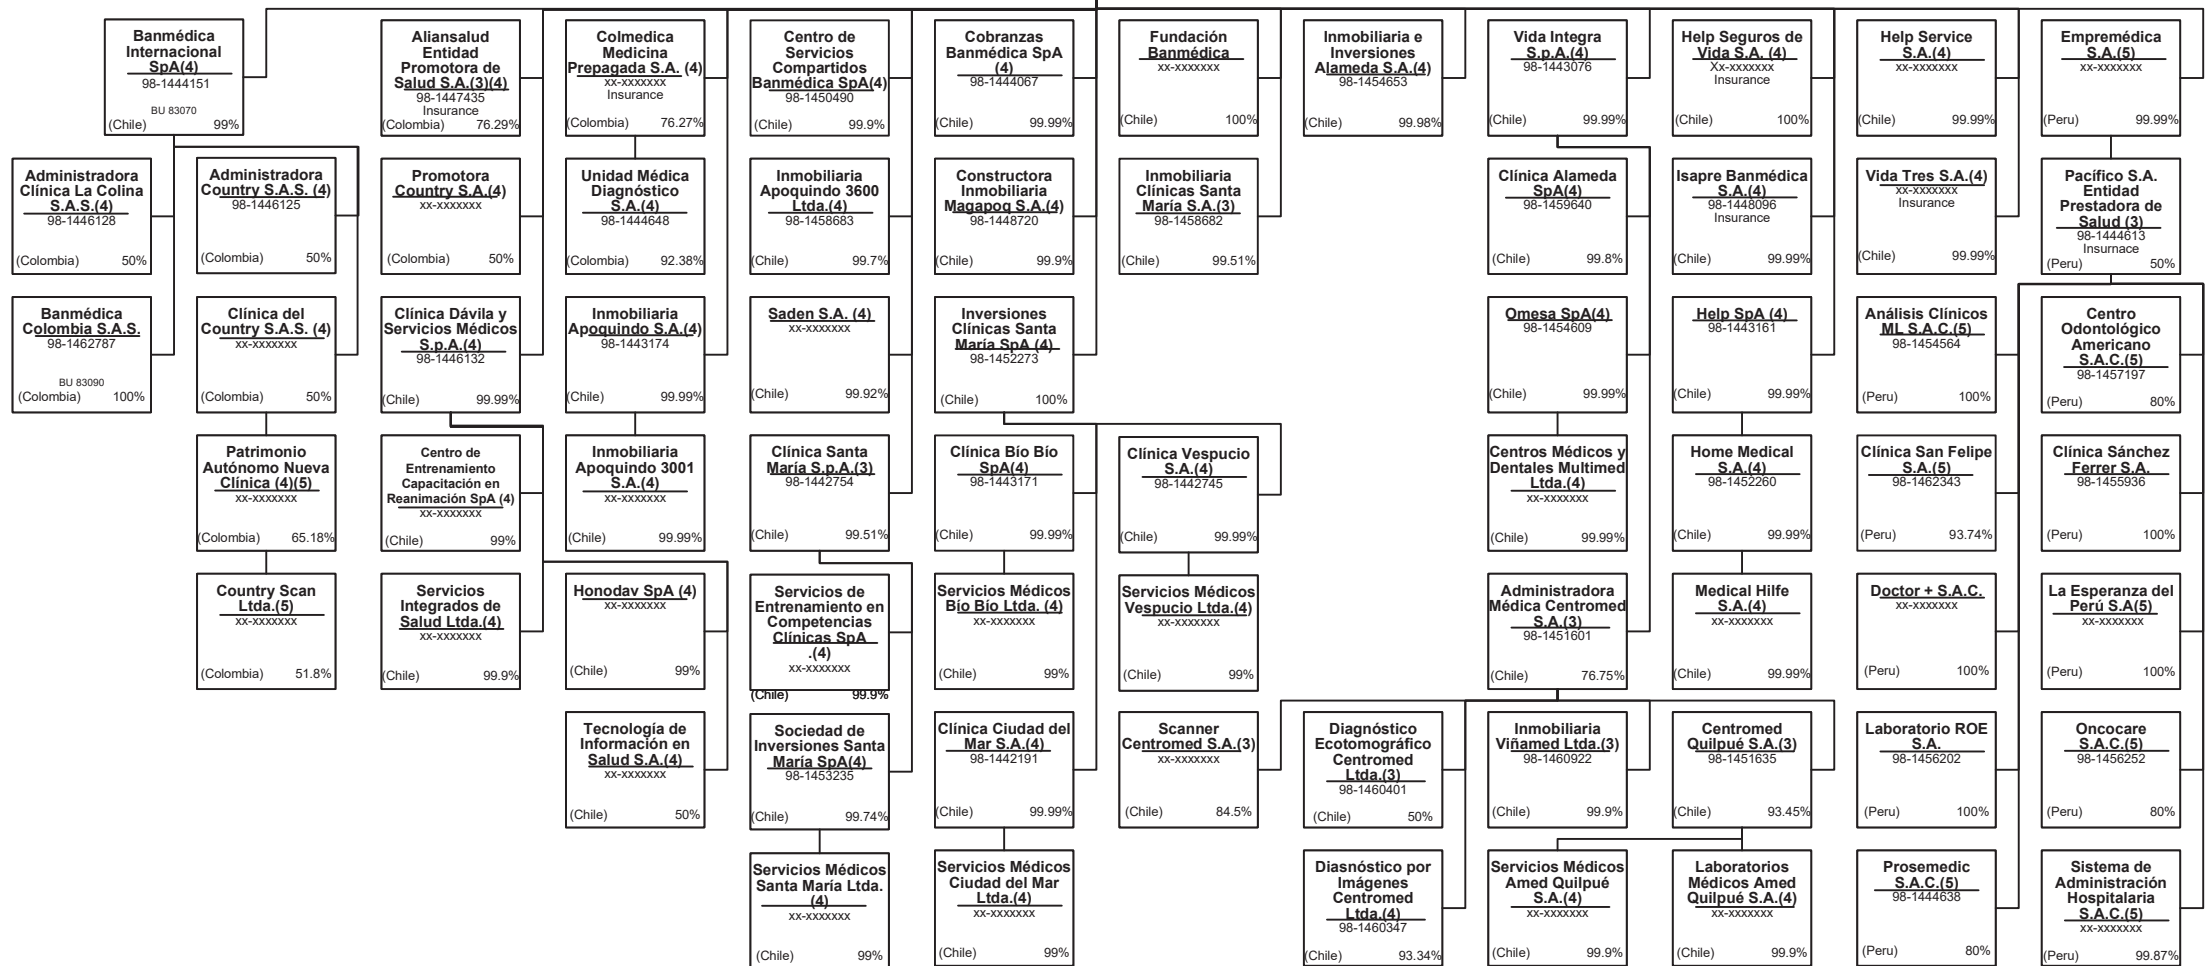 Banmédica
Internacional
SpA(4)
98-1444151
BU 83070
(Chile) 99%
Aliansalud
Entidad
Promotora de
Salud S.A.(3)(4)
98-1447435
Insurance
(Colombia) 76.29%
Colmedica
Medicina
Prepagada S.A. (4)
xx-xxxxxxx
Insurance
(Colombia) 76.27%
Centro de
Servicios
Compartidos
Banmédica SpA(4)
98-1450490
(Chile) 99.9%
Cobranzas
Banmédica SpA
(4)
98-1444067
(Chile) 99.99%
Fundación
Banmédica
xx-xxxxxxx
(Chile) 100%
Inmobiliaria e
Inversiones
Alameda S.A.(4)
98-1454653
(Chile) 99.98%
Vida Integra
S.p.A.(4)
98-1443076
(Chile) 99.99%
Help Seguros de
Vida S.A. (4)
Xx-xxxxxxx
Insurance
(Chile) 100%
Help Service
S.A.(4)
xx-xxxxxxx
(Chile) 99.99%
Empremédica
S.A.(5)
xx-xxxxxxx
(Peru) 99.99%
Administradora
Clínica La Colina
S.A.S.(4)
98-1446128
(Colombia) 50%
Administradora
Country S.A.S. (4)
98-1446125
(Colombia) 50%
Promotora
Country S.A.(4)
xx-xxxxxxx
(Colombia) 50%
Unidad Médica
Diagnóstico
S.A.(4)
98-1444648
(Colombia) 92.38%
Inmobiliaria
Apoquindo 3600
Ltda.(4)
98-1458683
(Chile) 99.7%
Constructora
Inmobiliaria
Magapoq S.A.(4)
98-1448720
(Chile) 99.9%
Inmobiliaria
Clínicas Santa
María S.A.(3)
98-1458682
(Chile) 99.51%
Clínica Alameda
SpA(4)
98-1459640
(Chile) 99.8%
Isapre Banmédica
S.A.(4)
98-1448096
Insurance
(Chile) 99.99%
Vida Tres S.A.(4)
xx-xxxxxxx
Insurance
(Chile) 99.99%
Pacífico S.A.
Entidad
Prestadora de
Salud (3)
98-1444613
Insurnace
(Peru) 50%
Banmédica
Colombia S.A.S.
98-1462787
BU 83090
(Colombia) 100%
Clínica del
Country S.A.S. (4)
xx-xxxxxxx
(Colombia) 50%
Clínica Dávila y
Servicios Médicos
S.p.A.(4)
98-1446132
(Chile) 99.99%
Inmobiliaria
Apoquindo S.A.(4)
98-1443174
(Chile) 99.99%
Saden S.A. (4)
xx-xxxxxxx
(Chile) 99.92%
Inversiones
Clínicas Santa
María SpA (4)
98-1452273
(Chile) 100%
Omesa SpA(4)
98-1454609
(Chile) 99.99%
Help SpA (4)
98-1443161
(Chile) 99.99%
Análisis Clínicos
ML S.A.C.(5)
98-1454564
(Peru) 100%
Centro
Odontológico
Americano
S.A.C.(5)
98-1457197
(Peru) 80%
Patrimonio
Autónomo Nueva
Clínica (4)(5)
xx-xxxxxxx
(Colombia) 65.18%
Centro de
Entrenamiento
Capacitación en
Reanimación SpA (4)
xx-xxxxxxx
(Chile) 99%
Inmobiliaria
Apoquindo 3001
S.A.(4)
(Chile) 99.99%
Clínica Santa
María S.p.A.(3)
98-1442754
(Chile) 99.51%
Clínica Bío Bío
SpA(4)
98-1443171
(Chile) 99.99%
Clínica Vespucio
S.A.(4)
98-1442745
(Chile) 99.99%
Centros Médicos y
Dentales Multimed
Ltda.(4)
xx-xxxxxxx
(Chile) 99.99%
Home Medical
S.A.(4)
98-1452260
(Chile) 99.99%
Clínica San Felipe
S.A.(5)
98-1462343
(Peru) 93.74%
Clínica Sánchez
Ferrer S.A.
98-1455936
(Peru) 100%
Country Scan
Ltda.(5)
xx-xxxxxxx
(Colombia) 51.8%
Servicios
Integrados de
Salud Ltda.(4)
xx-xxxxxxx
(Chile) 99.9%
Honodav SpA (4)
xx-xxxxxxx
(Chile) 99%
Servicios de
Entrenamiento en
Competencias
Clínicas SpA
.(4)
xx-xxxxxxx
(Chile) 99.9%
Servicios Médicos
Bío Bío Ltda. (4)
xx-xxxxxxx
(Chile) 99%
Servicios Médicos
Vespucio Ltda.(4)
xx-xxxxxxx
(Chile) 99%
Administradora
Médica Centromed
S.A.(3)
98-1451601
(Chile) 76.75%
Medical Hilfe
S.A.(4)
xx-xxxxxxx
(Chile) 99.99%
Doctor + S.A.C.
xx-xxxxxxx
(Peru) 100%
La Esperanza del
Perú S.A(5)
xx-xxxxxxx
(Peru) 100%
Tecnología de
Información en
Salud S.A.(4)
xx-xxxxxxx
(Chile) 50%
Sociedad de
Inversiones Santa
María SpA(4)
98-1453235
(Chile) 99.74%
Clínica Ciudad del
Mar S.A.(4)
98-1442191
(Chile) 99.99%
Scanner
Centromed S.A.(3)
xx-xxxxxxx
(Chile) 84.5%
Diagnóstico
Ecotomográfico
Centromed
Ltda.(3)
98-1460401
(Chile) 50%
Inmobiliaria
Viñamed Ltda.(3)
98-1460922
(Chile) 99.9%
Centromed
Quilpué S.A.(3)
98-1451635
(Chile) 93.45%
Laboratorio ROE
S.A.
98-1456202
(Peru) 100%
Oncocare
S.A.C.(5)
98-1456252
(Peru) 80%
Servicios Médicos
Santa María Ltda.
(4)
xx-xxxxxxx
(Chile) 99%
Servicios Médicos
Ciudad del Mar
Ltda.(4)
xx-xxxxxxx
(Chile) 99%
Diasnóstico por
Imágenes
Centromed
Ltda.(4)
98-1460347
(Chile) 93.34%
Servicios Médicos
Amed Quilpué
S.A.(4)
xx-xxxxxxx
(Chile) 99.9%
Laboratorios
Médicos Amed
Quilpué S.A.(4)
xx-xxxxxxx
(Chile) 99.9%
Prosemedic
S.A.C.(5)
98-1444638
(Peru) 80%
Sistema de
Administración
Hospitalaria
S.A.C.(5)
xx-xxxxxxx
(Peru) 99.87%